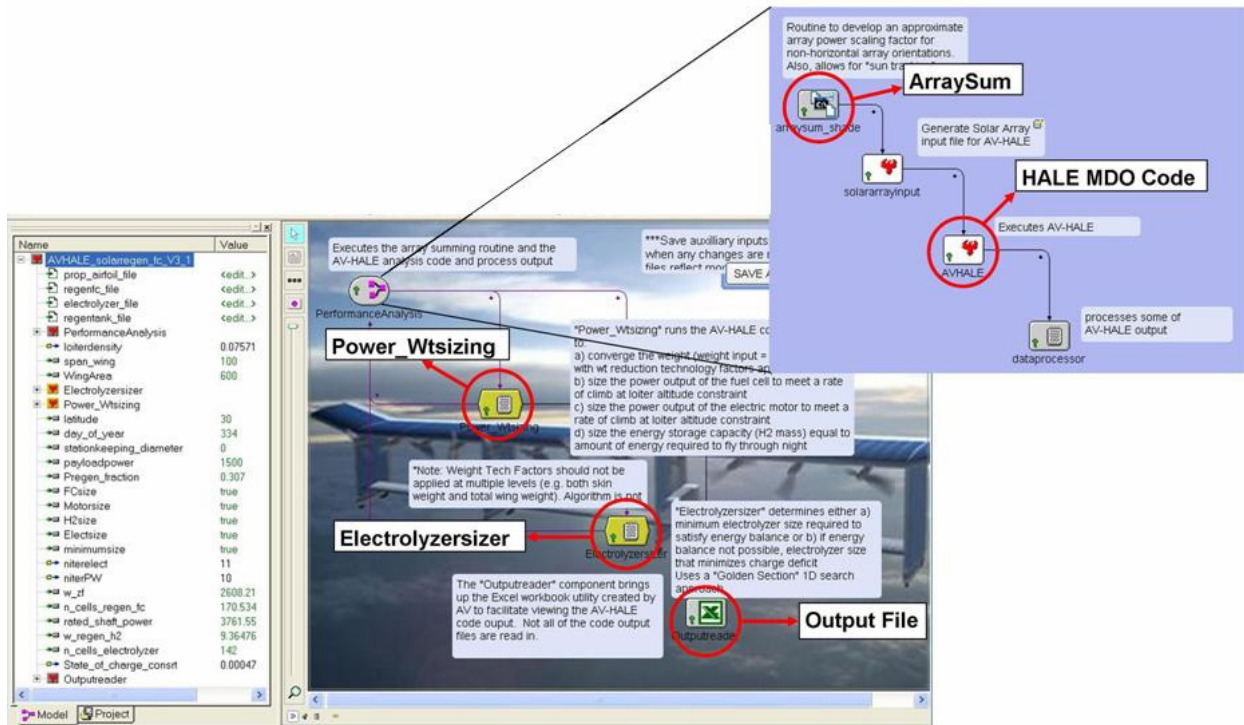 Routine to develop an approximate
array power scaling factor for
non-horizontal array orientations.
Also, allows for "sun
ArraySum
arraysum_shade
Generate Solar Array
input file for AV-HALE
solararrayinput
HALE MDO Code
Executes AV-HALE
AVHALE
processes some of
AV-HALE output
dataprocessor
Name Value
AVHALE_solarregen_fc_V3_1
prop_airfoil_file <edit..>
regenfc_file <edit..>
electrolyzer_file <edit..>
regentank_file <edit..>
PerformanceAnalysis
loiterdensity 0.07571
span_wing 100
WingArea 600
Electrolyzersizer
Power_Wtsizing
latitude 30
day_of_year 334
stationkeeping_diameter 0
payloadpower 1500
Pregen_fraction 0.307
FCsize true
Motorsize true
H2size true
Electsize true
minimumsize true
niterelect 11
niterPW 10
w_zf 2608.21
n_cells_regen_fc 170.534
rated_shaft_power 3761.55
w_regen_h2 9.36476
n_cells_electrolyzer 142
State_of_charge_consrt 0.00047
Outputreader
Model Project
Executes the array summing routine and the
AV-HALE analysis code and process output
***Save auxilliary inputs
when any changes are
files reflect
SAVE
PerformanceAnalysis
Power_Wtsizing
Power_Wtsizing
"Power_Wtsizing" runs the AV-HALE
to:
a) converge the weight (weight input =
with wt reduction technology factors
b) size the power output of the fuel cell to meet a rate
of climb at loiter altitude constraint
c) size the power output of the electric motor to meet a
rate of climb at loiter altitude constraint
d) size the energy storage capacity (H2 mass) equal to
amount of energy required to fly through night
*Note: Weight Tech Factors should not be
applied at multiple levels (e.g. both skin
weight and total wing weight). Algorithm is not
Electrolyzersizer
Electrolyzersizer
"Electrolyzersizer" determines either a)
minimum electrolyzer size required to
satisfy energy balance or b) if energy
balance not possible, electrolyzer size
that minimizes charge deficit
Uses a "Golden Section" 1D search
approach
The "Outputreader" component brings
up the Excel workbook utility created by
AV to facilitate viewing the AV-HALE
code ouput. Not all of the code output
files are read in.
Outputreade
Output File